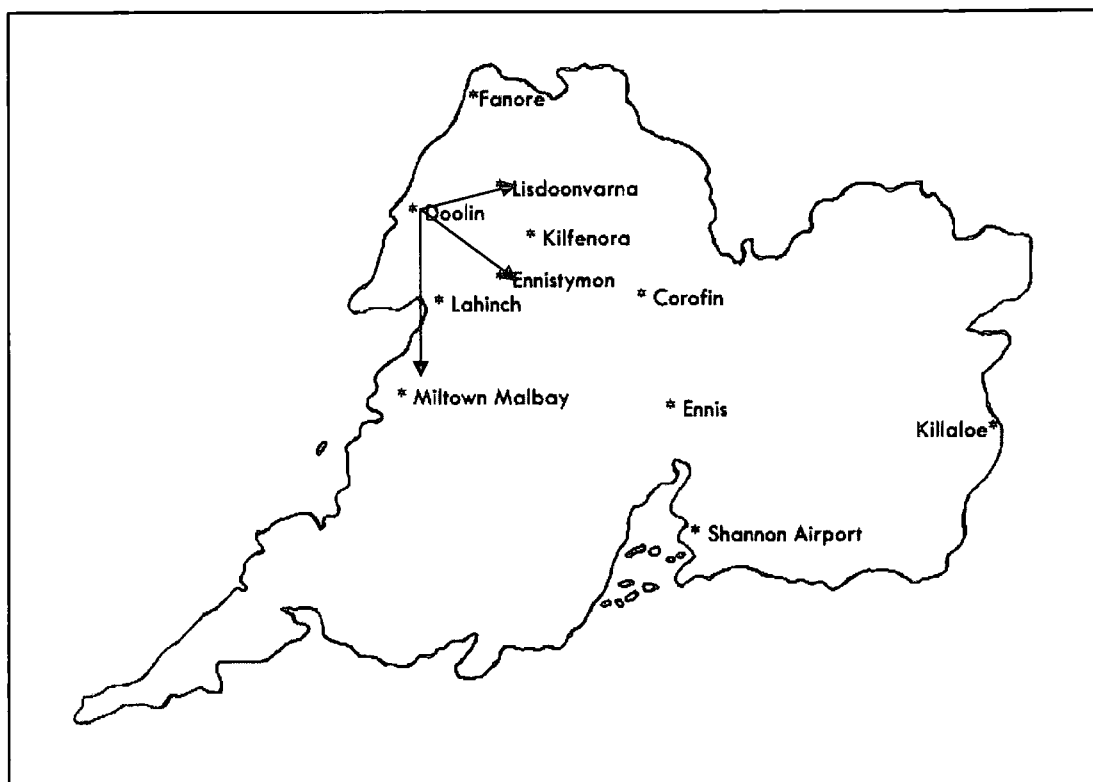 *Fanore
*Lisdoonvarna
* Doolin
* Kilfenora
**Ennistymon
* Lahinch
* Corofin
* Miltown Malbay
* Ennis
Killaloe*
* Shannon Airport